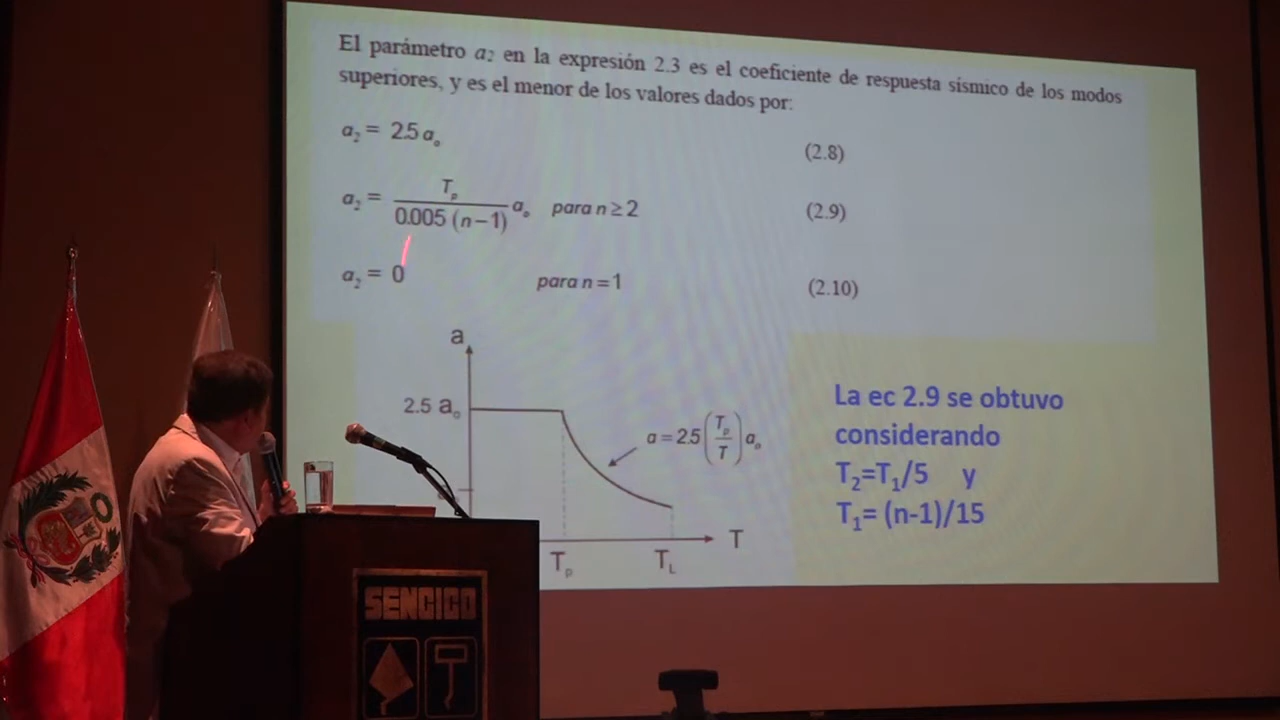 El parámetro a₂ en la expresión 2.3 es el coeficiente de respuesta sísmico de los modos
superiores, y es el menor de los valores dados por:
a₂ = 2.5 aₒ (2.8)
a₂ = Tₚ / 0.005 (n−1) aₒ para n ≥ 2 (2.9)
a₂ = 0 para n = 1 (2.10)
a
2.5 aₒ
a = 2.5 (Tₚ / T) aₒ
T
Tₚ
T_L
La ec 2.9 se obtuvo
considerando
T₂=T₁/5 y
T₁= (n-1)/15
SENCICO